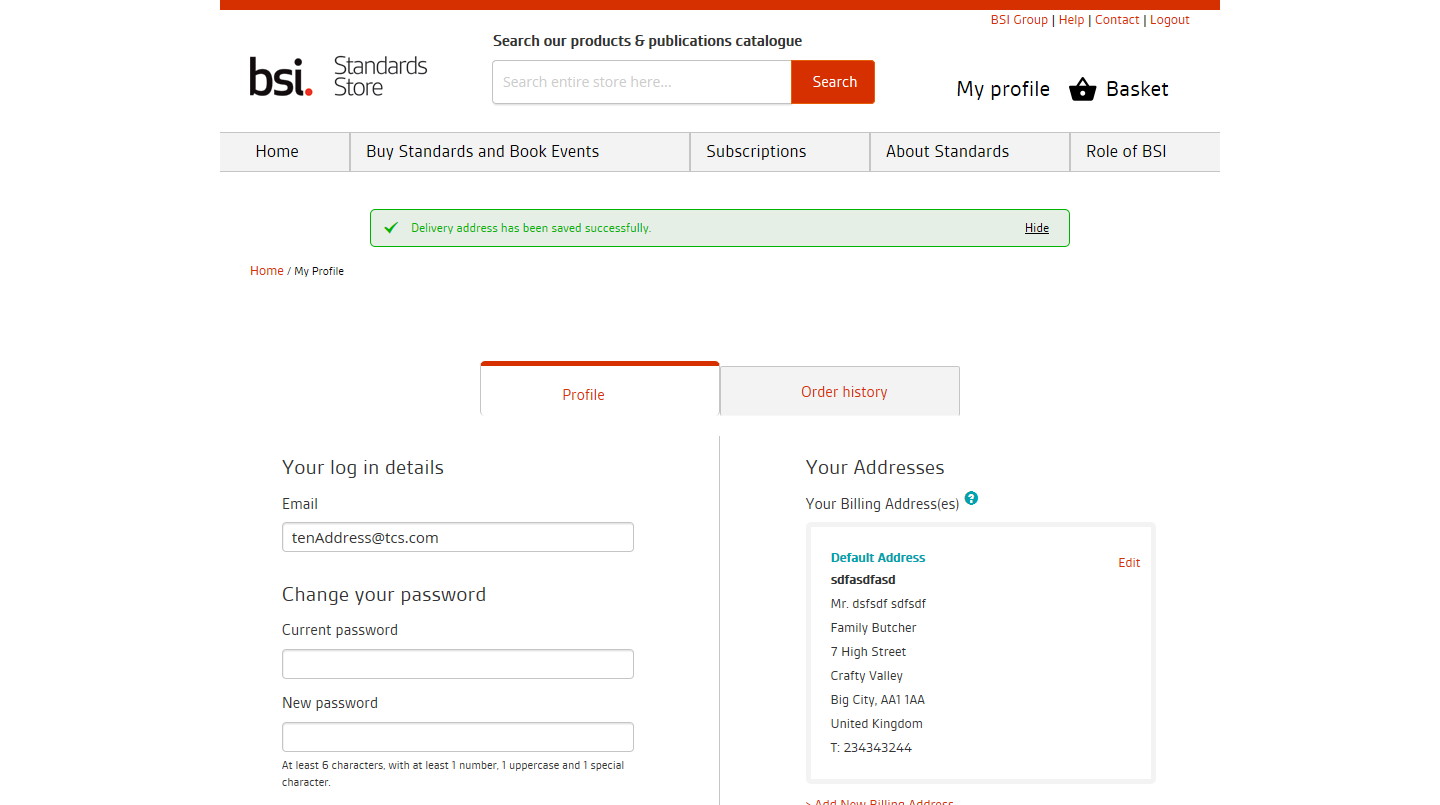 BSI Group | Help | Contact | Logout
Search our products & publications catalogue
bsi. Standards Store
Search entire store here...
Search
My profile
Basket
Home
Buy Standards and Book Events
Subscriptions
About Standards
Role of BSI
Delivery address has been saved successfully.
Hide
Home / My Profile
Profile
Order history
Your log in details
Email
tenAddress@tcs.com
Change your password
Current password
New password
At least 6 characters, with at least 1 number, 1 uppercase and 1 special
character.
Your Addresses
Your Billing Address(es) ?
Default Address
Edit
sdfasdfasd
Mr. dsfsdf sdfsdf
Family Butcher
7 High Street
Crafty Valley
Big City, AA1 1AA
United Kingdom
T: 234343244
> Add New Billing Address